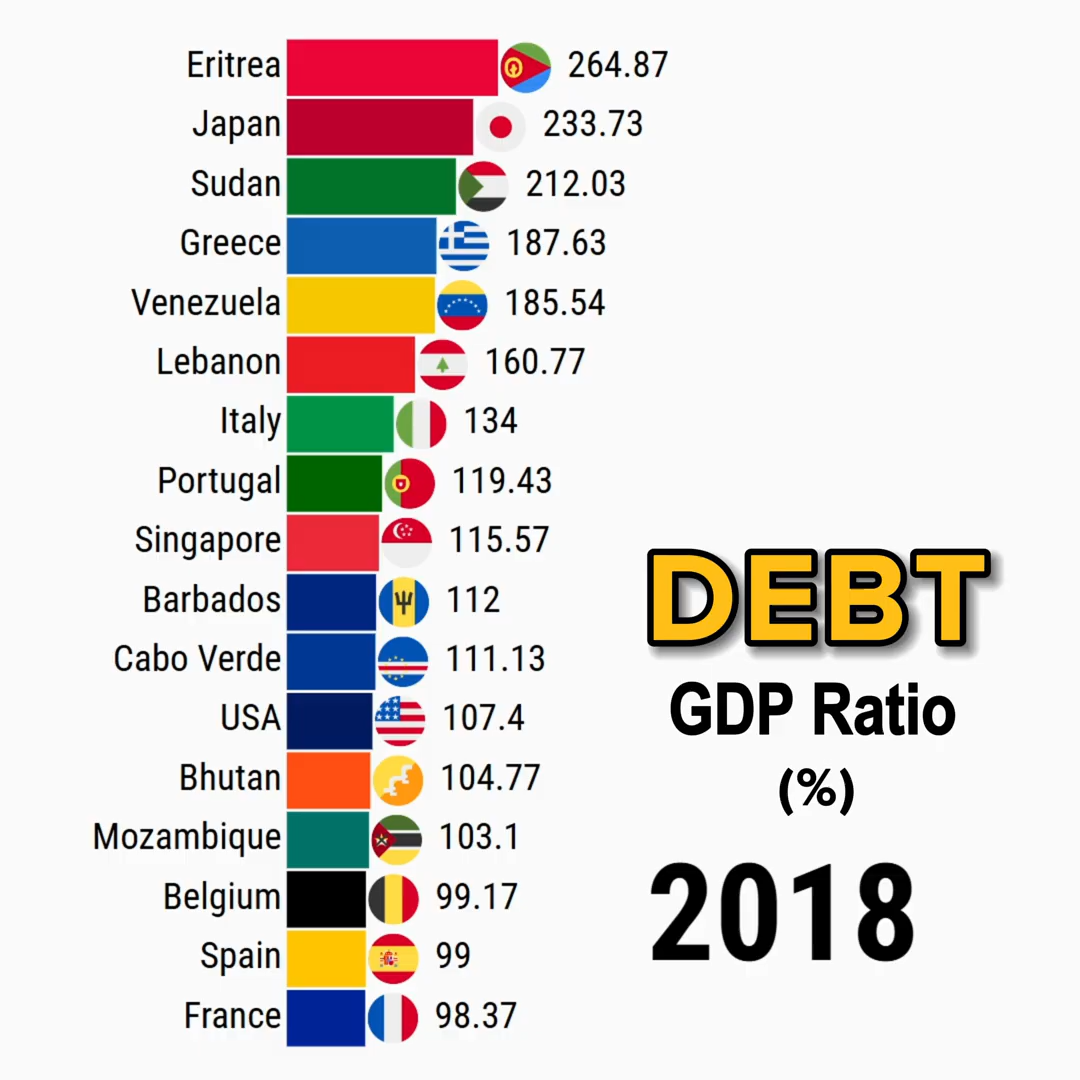 Eritrea 264.87
Japan 233.73
Sudan 212.03
Greece 187.63
Venezuela 185.54
Lebanon 160.77
Italy 134
Portugal 119.43
Singapore 115.57
Barbados 112
Cabo Verde 111.13
USA 107.4
Bhutan 104.77
Mozambique 103.1
Belgium 99.17
Spain 99
France 98.37
DEBT
GDP Ratio
(%)
2018